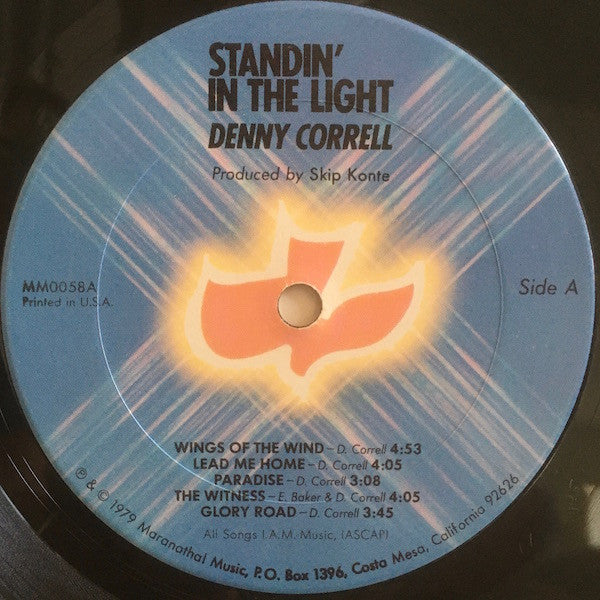 STANDIN'
IN THE LIGHT
DENNY CORRELL
Produced by Skip Konte
MM0058A
Printed in U.S.A.
Side A
WINGS OF THE WIND – D. Correll 4:53
LEAD ME HOME – D. Correll 4:05
PARADISE – D. Correll 3:08
THE WITNESS – E. Baker & D. Correll 4:05
GLORY ROAD – D. Correll 3:45
All Songs I.A.M. Music, (ASCAP)
℗ & © 1979 Maranatha! Music, P.O. Box 1396, Costa Mesa, California 92626